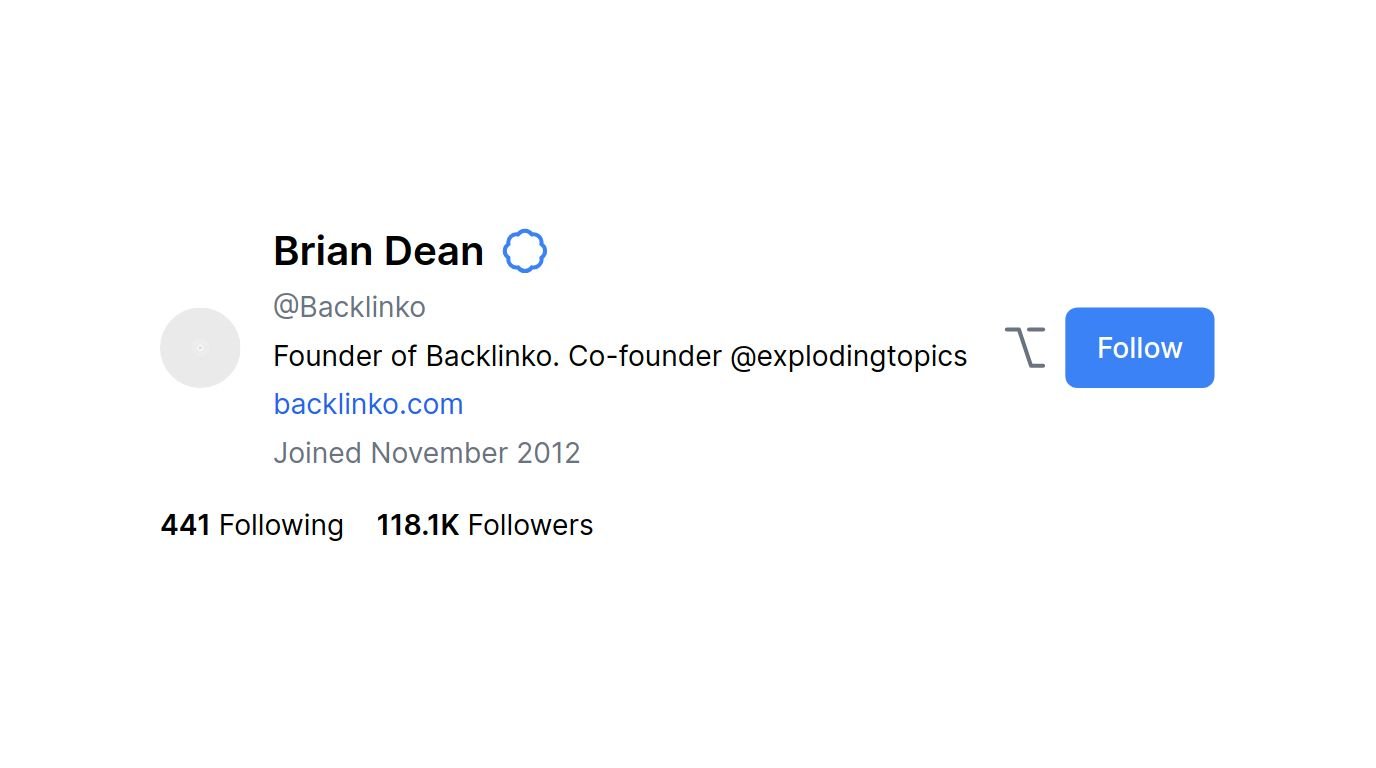 Brian Dean
@Backlinko
Founder of Backlinko. Co-founder @explodingtopics
backlinko.com
Joined November 2012
Follow
441 Following 118.1K Followers